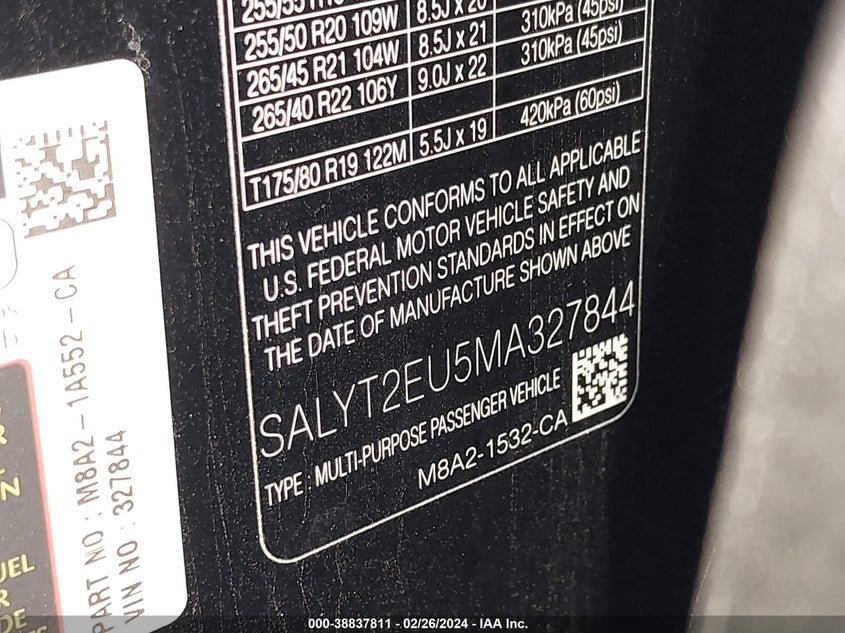 255/50 R20 109W 8.5J x 20 310kPa (45psi)
265/45 R21 104W 8.5J x 21 310kPa (45psi)
265/40 R22 106Y 9.0J x 22
T175/80 R19 122M 5.5J x 19 420kPa (60psi)
THIS VEHICLE CONFORMS TO ALL APPLICABLE
U.S. FEDERAL MOTOR VEHICLE SAFETY AND
THEFT PREVENTION STANDARDS IN EFFECT ON
THE DATE OF MANUFACTURE SHOWN ABOVE
SALYT2EU5MA327844
TYPE : MULTI-PURPOSE PASSENGER VEHICLE
M8A2-1532-CA
PART NO : M8A2 - 1A552 - CA
VIN NO : 327844
000-38837811 - 02/26/2024 - IAA Inc.